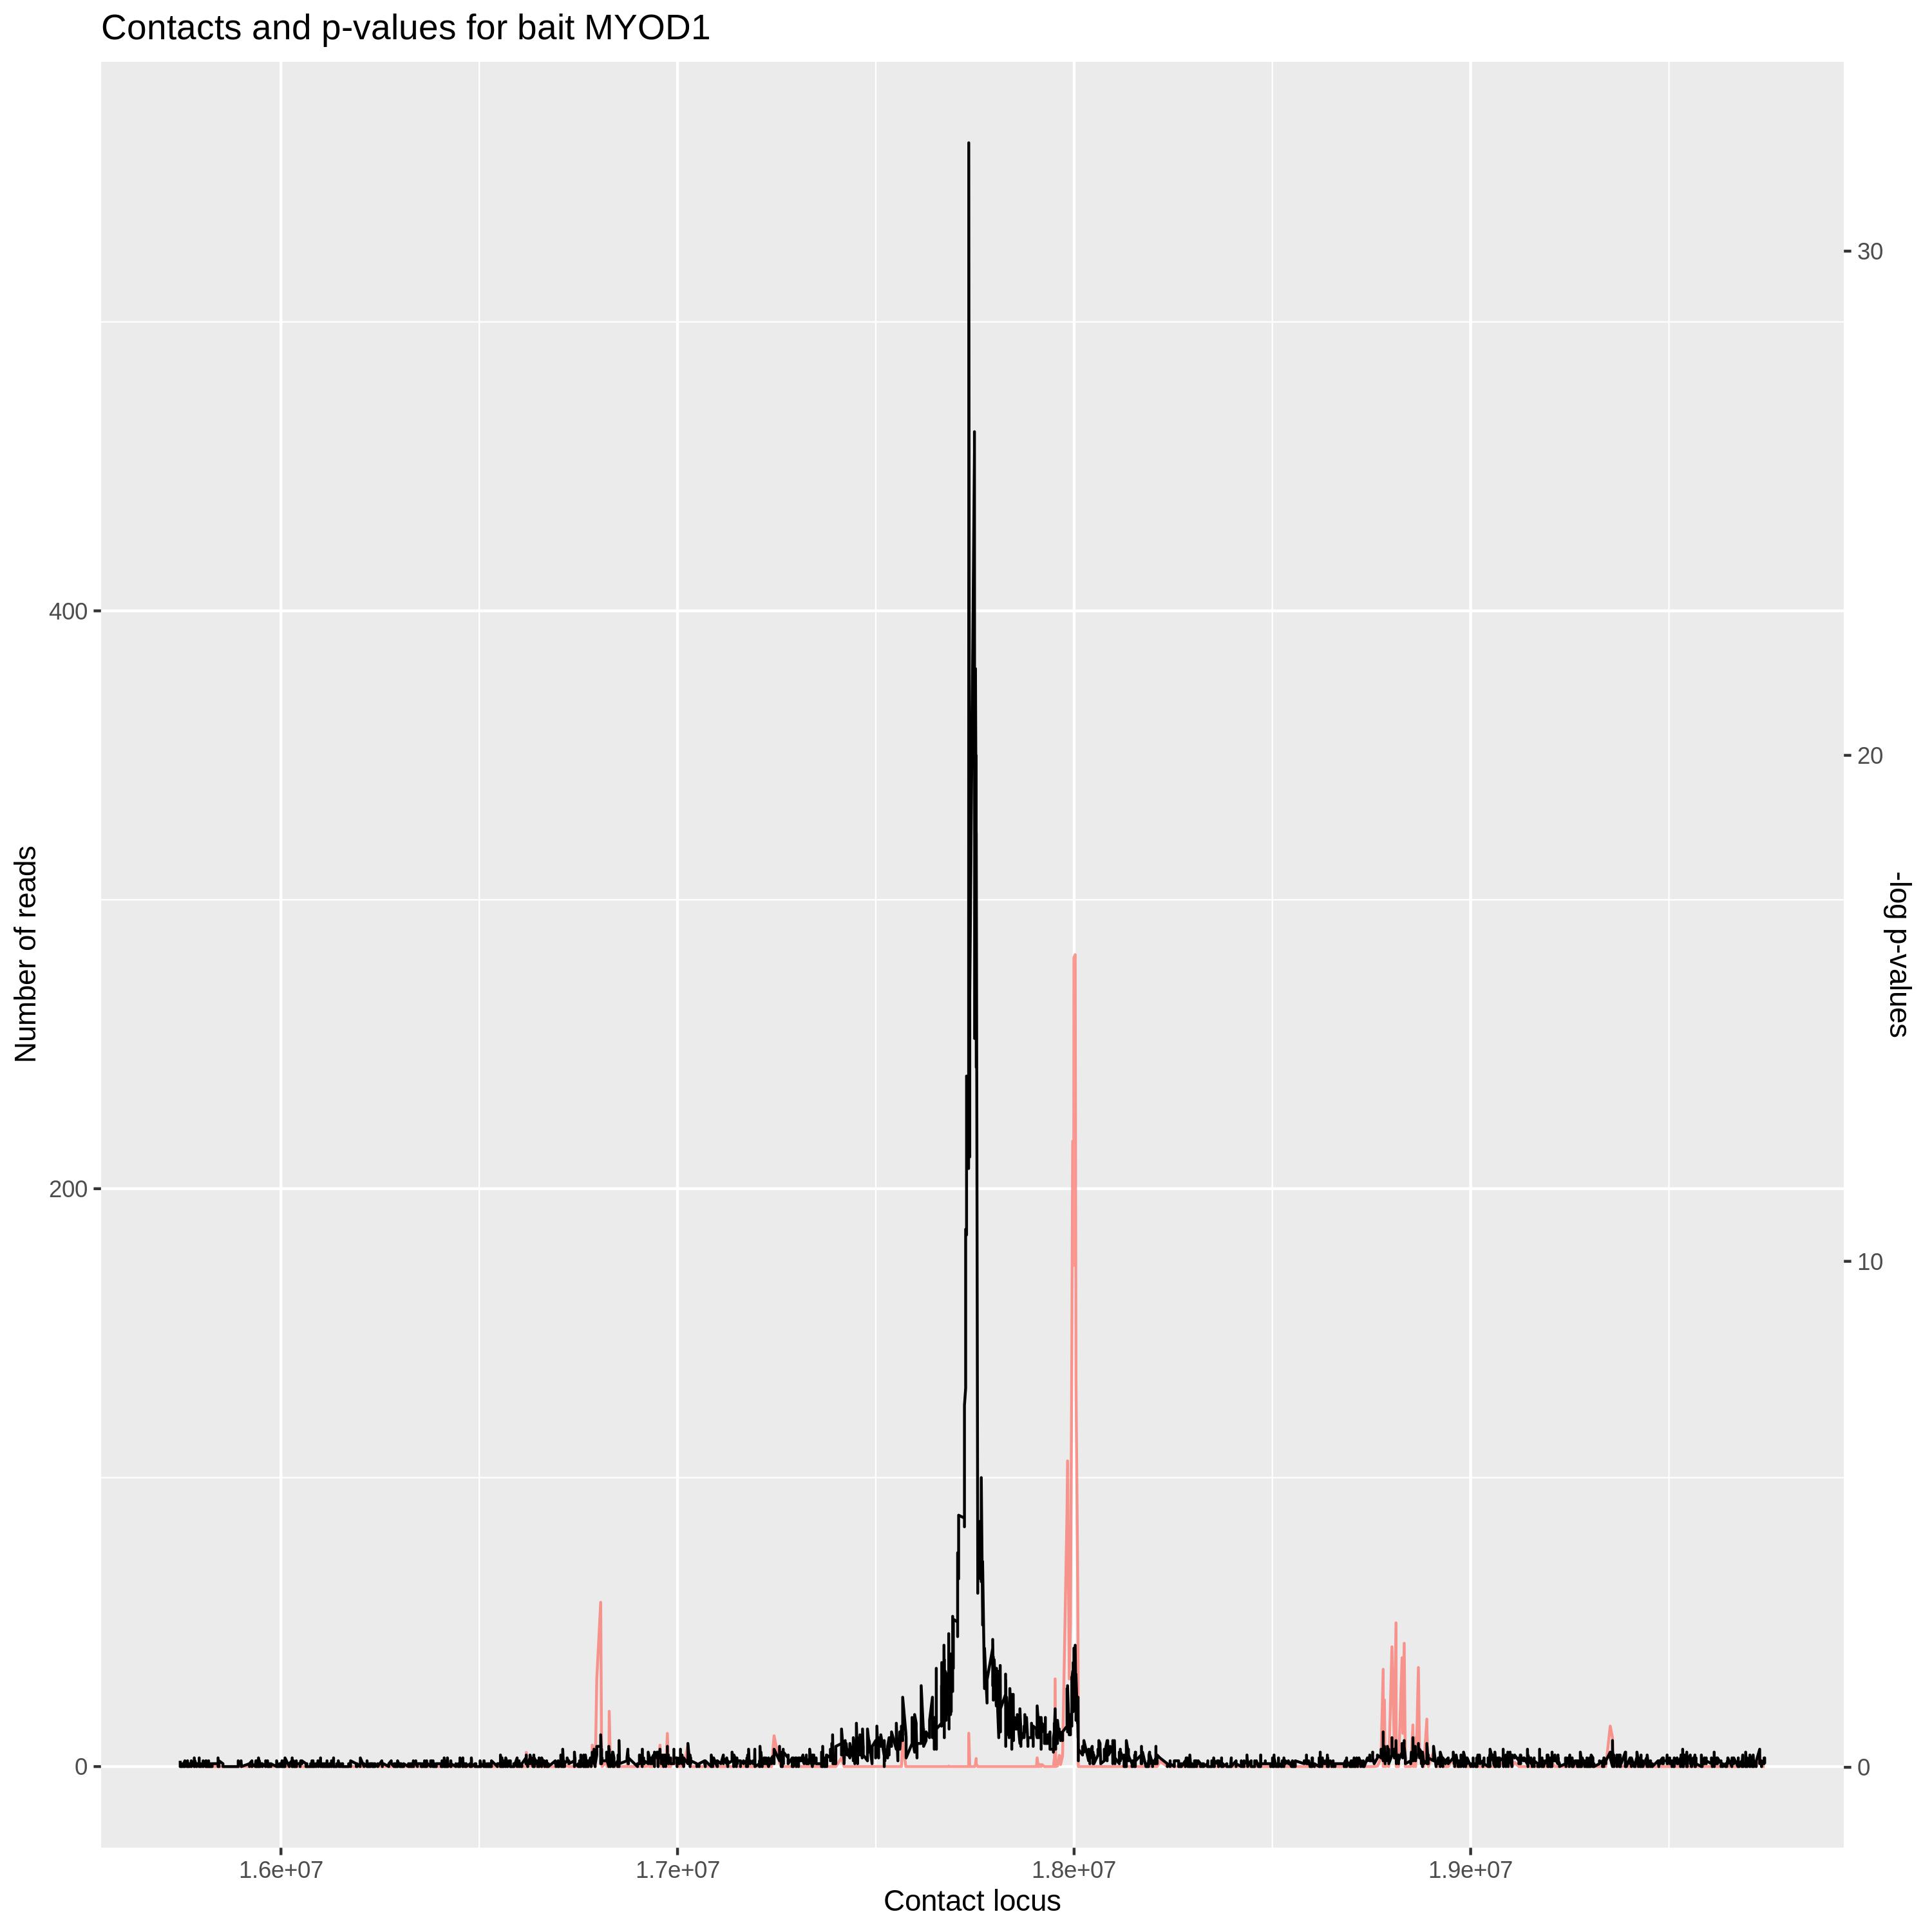 Contacts and p-values for bait MYOD1
30
400
20
Number of reads
-log p-values
200
10
0
0
1.6e+07
1.7e+07
1.8e+07
1.9e+07
Contact locus